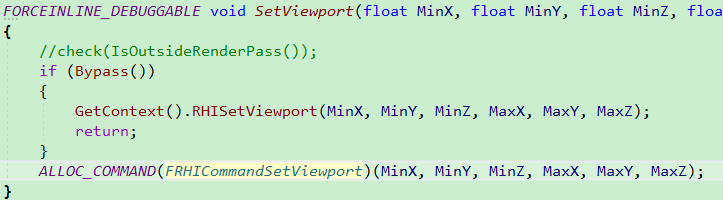 FORCEINLINE_DEBUGGABLE void SetViewport(float MinX, float MinY, float MinZ, floa
{
    //check(IsOutsideRenderPass());
    if (Bypass())
    {
        GetContext().RHISetViewport(MinX, MinY, MinZ, MaxX, MaxY, MaxZ);
        return;
    }
    ALLOC_COMMAND(FRHICommandSetViewport)(MinX, MinY, MinZ, MaxX, MaxY, MaxZ);
}